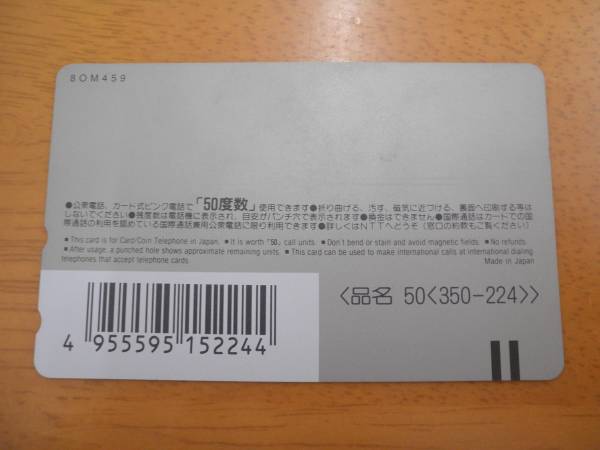 80M459
●公衆電話、カード式ピンク電話で「50度数」使用できます●折り曲げる、汚す、磁気に近づける、裏面へ印刷する等は
しないでください●残度数は電話機に表示され、目安がパンチ穴で表示されます●換金はできません●国際通話はカードでの国
際通話の利用を認めている国際通話兼用公衆電話に限り利用できます●詳しくはNTTへどうぞ(窓口の約款もご覧ください)
■ This card is for Card/Coin Telephone in Japan. ■ It is worth「50」call units. ■ Don't bend or stain and avoid magnetic fields. ■ No refunds.
■ After usage, a punched hole shows approximate remaining units. ■ This card can be used to make international calls at international dialing
telephones that accept telephone cards. Made in Japan
〈品名 50〈350-224〉〉
4 955595 152244